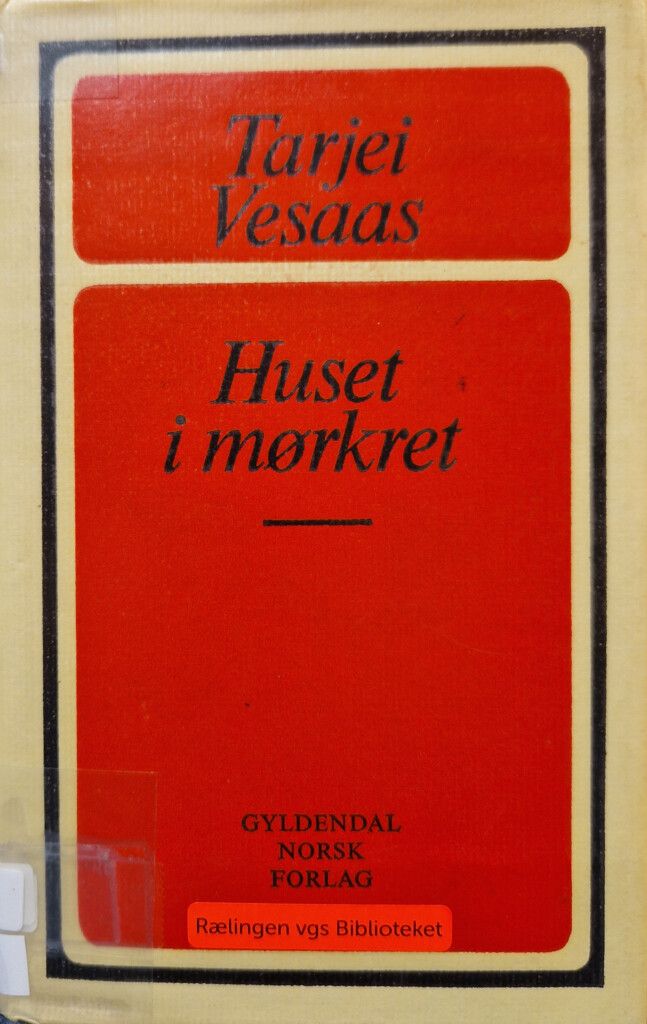 Tarjei
Vesaas
Huset
i mørkret
GYLDENDAL
NORSK
FORLAG
Rælingen vgs Biblioteket